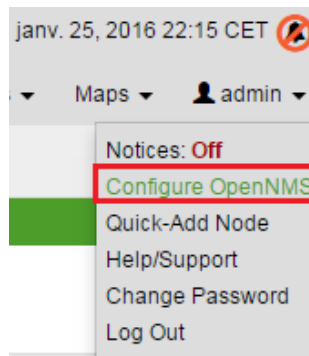 janv. 25, 2016 22:15 CET
Maps admin
Notices: Off
Configure OpenNMS
Quick-Add Node
Help/Support
Change Password
Log Out